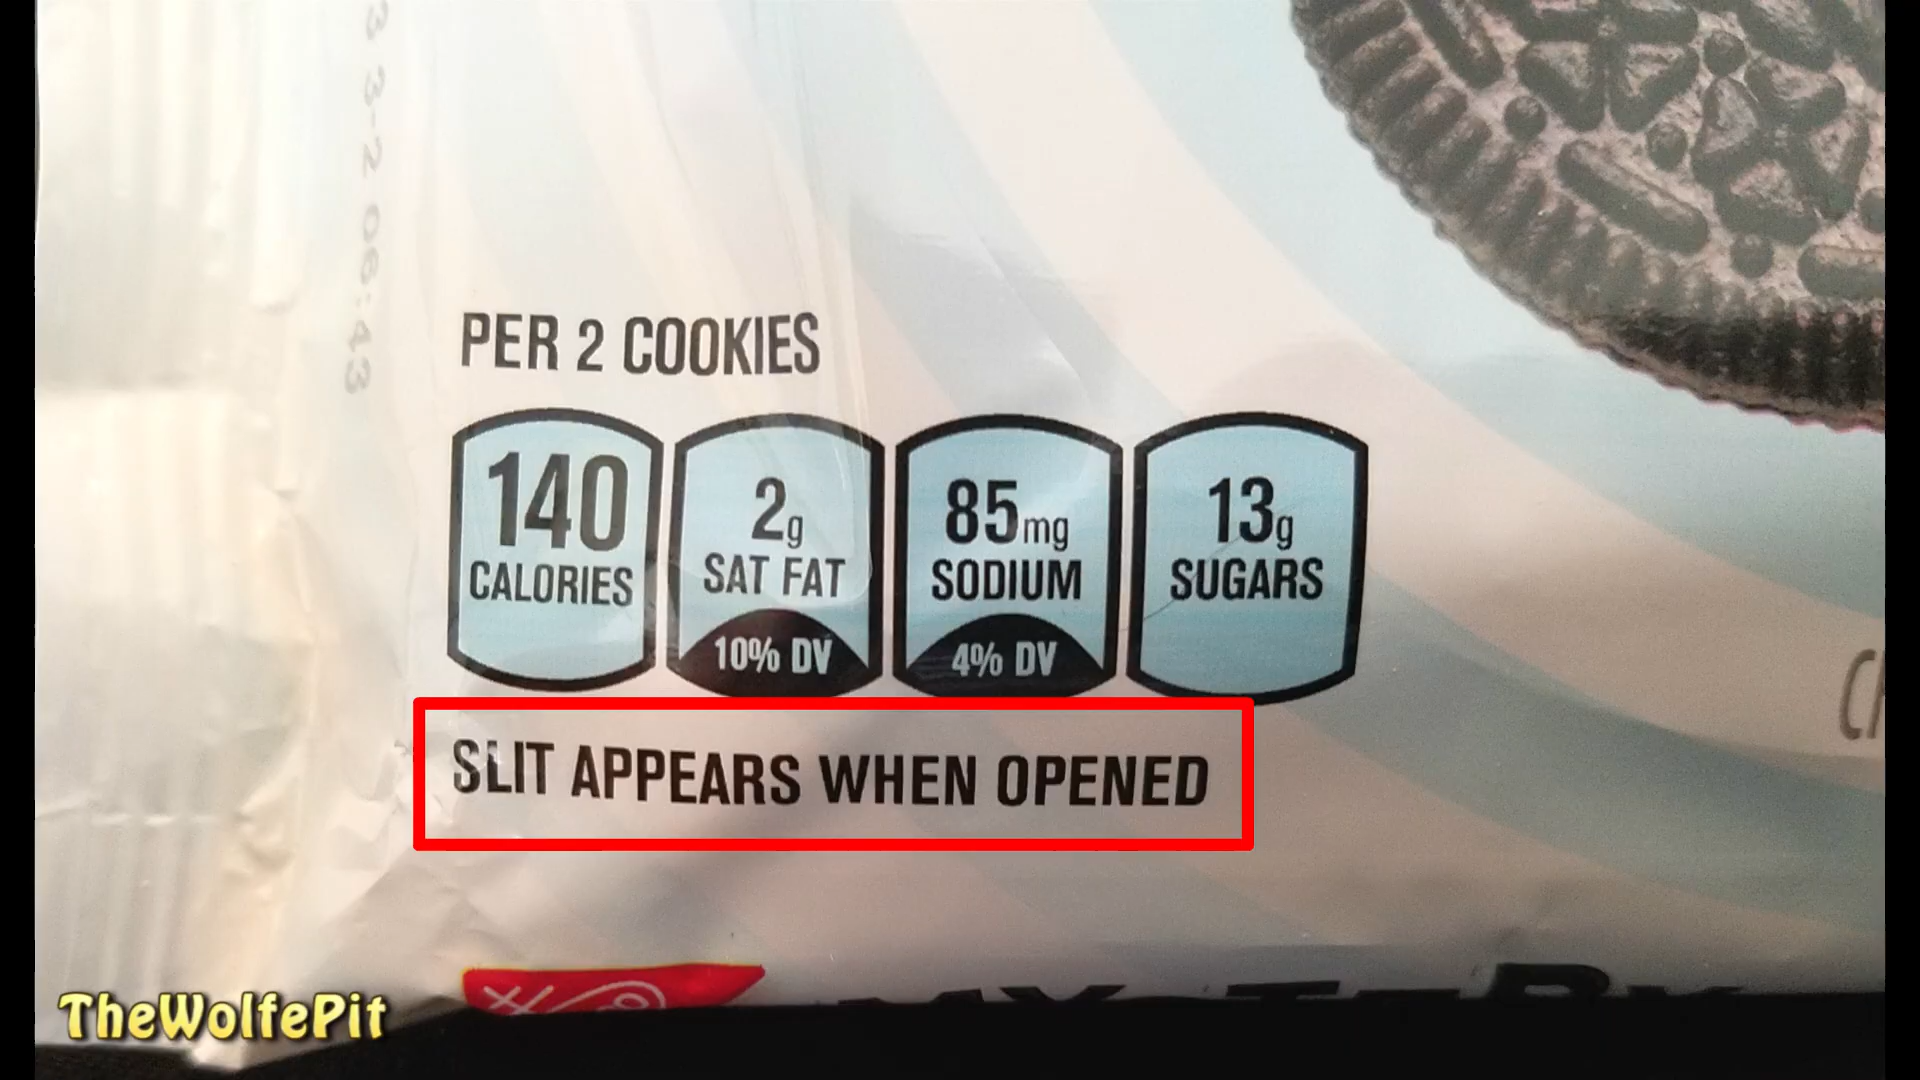 PER 2 COOKIES
140
CALORIES
2g
SAT FAT
10% DV
85mg
SODIUM
4% DV
13g
SUGARS
SLIT APPEARS WHEN OPENED
TheWolfePit